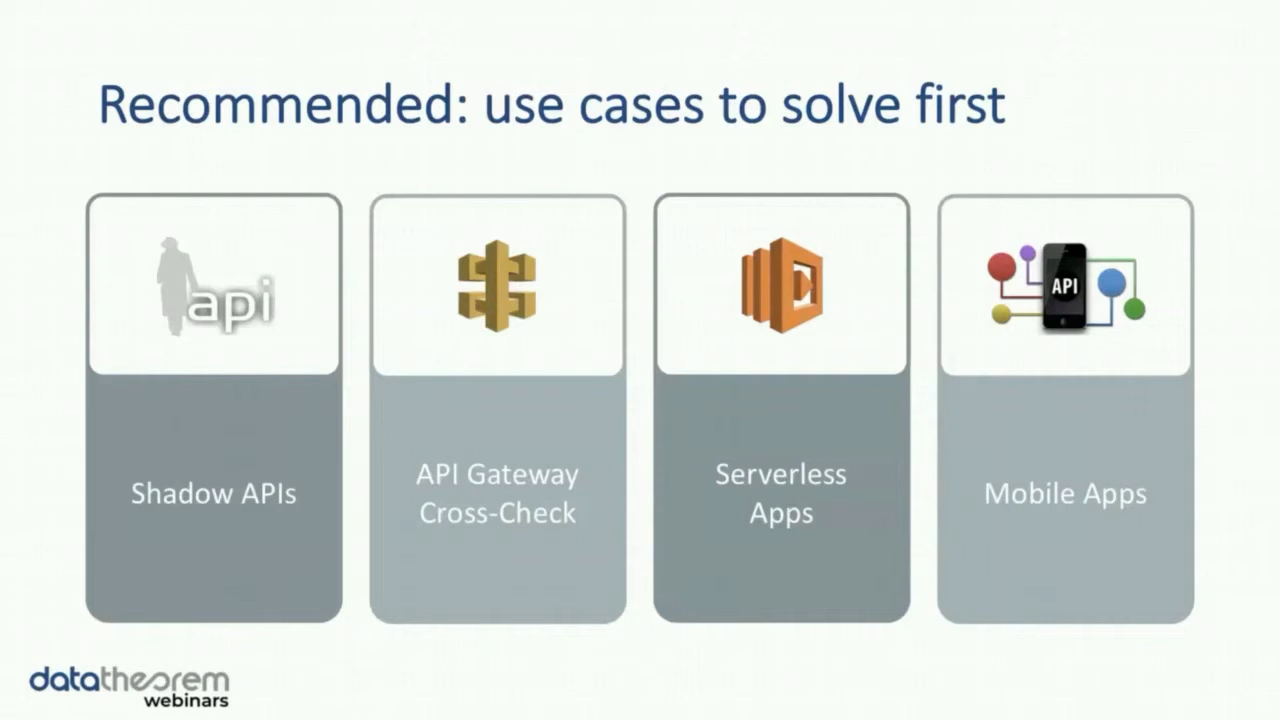 Recommended: use cases to solve first
api
API
Shadow APIs
API Gateway
Cross-Check
Serverless
Apps
Mobile Apps
datatheorem
webinars